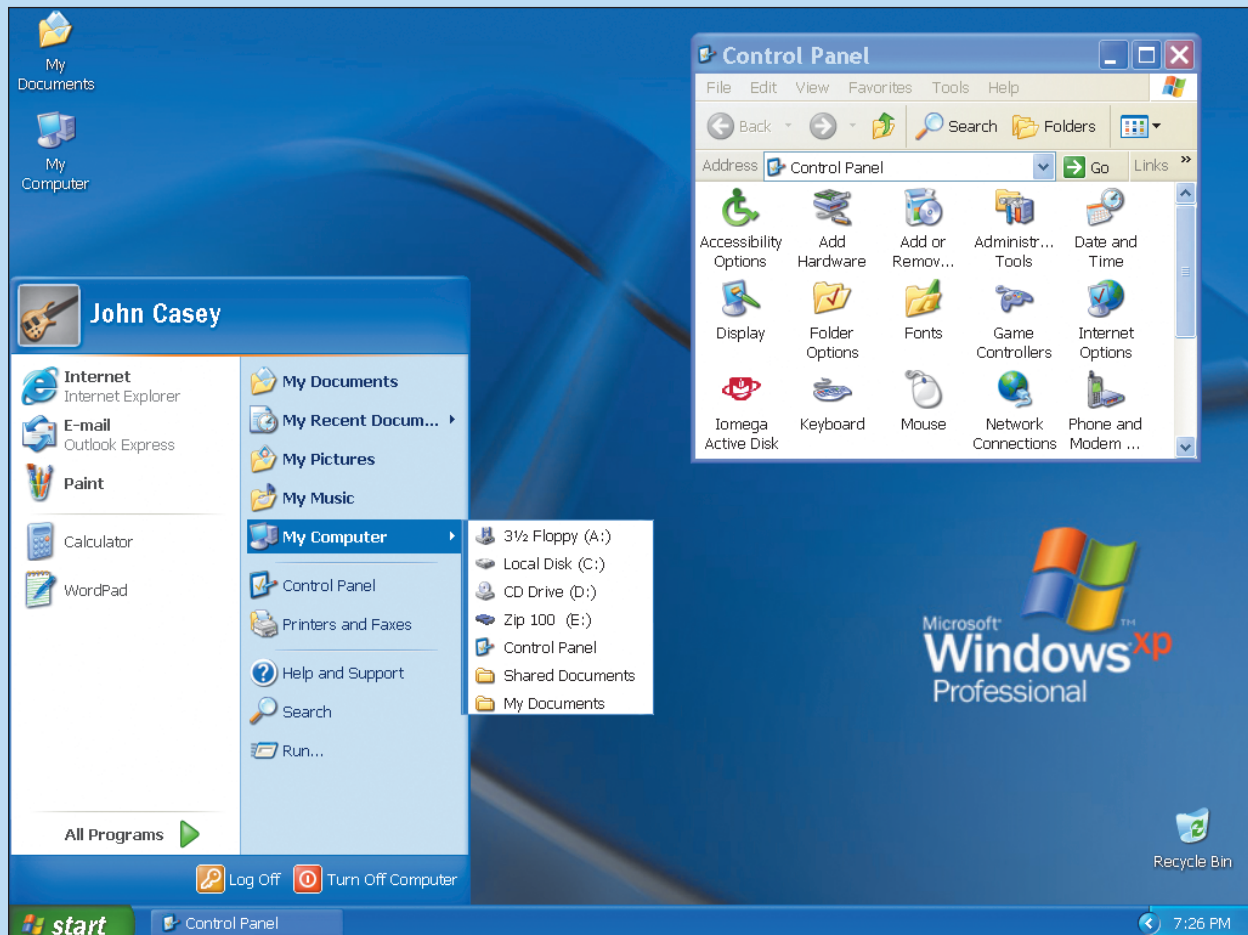 My
Documents
My
Computer
Control Panel
File Edit View Favorites Tools Help
Back Search Folders
Address Control Panel Go Links »
Accessibility
Options
Add
Hardware
Add or
Remov...
Administr...
Tools
Date and
Time
Display
Folder
Options
Fonts
Game
Controllers
Internet
Options
Iomega
Active Disk
Keyboard
Mouse
Network
Connections
Phone and
Modem ...
John Casey
Internet
Internet Explorer
E-mail
Outlook Express
Paint
Calculator
WordPad
All Programs
My Documents
My Recent Docum...
My Pictures
My Music
My Computer
Control Panel
Printers and Faxes
Help and Support
Search
Run...
3½ Floppy (A:)
Local Disk (C:)
CD Drive (D:)
Zip 100 (E:)
Control Panel
Shared Documents
My Documents
Log Off Turn Off Computer
Microsoft
Windows xp
Professional
Recycle Bin
start Control Panel 7:26 PM